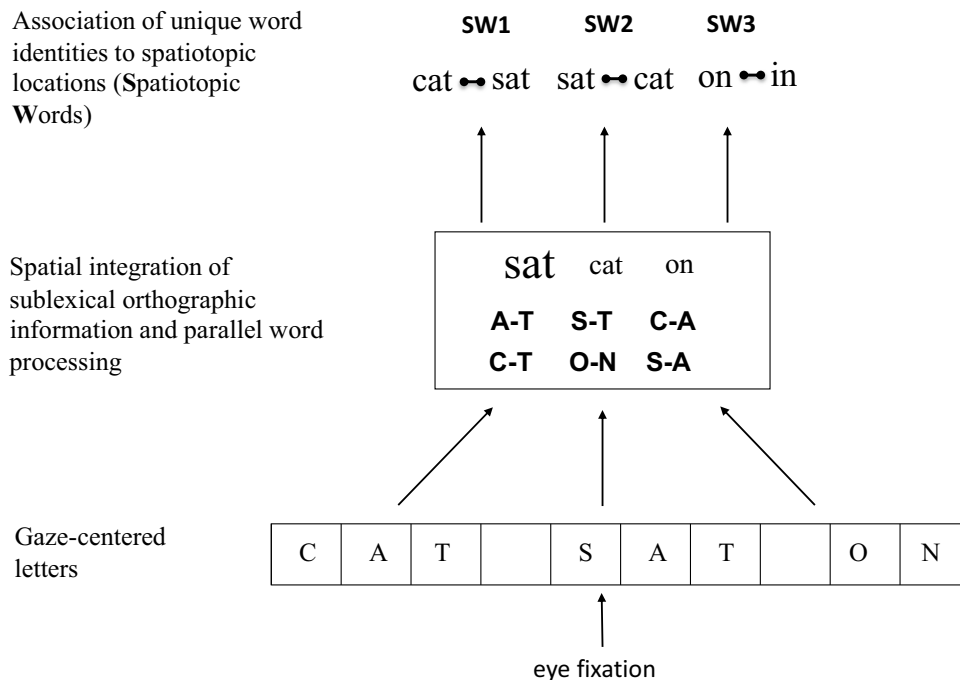 Association of unique word
identities to spatiotopic
locations (Spatiotopic
Words)
SW1 SW2 SW3
cat sat sat cat on in
Spatial integration of
sublexical orthographic
information and parallel word
processing
sat cat on
A-T S-T C-A
C-T O-N S-A
Gaze-centered
letters
C A T S A T O N
eye fixation